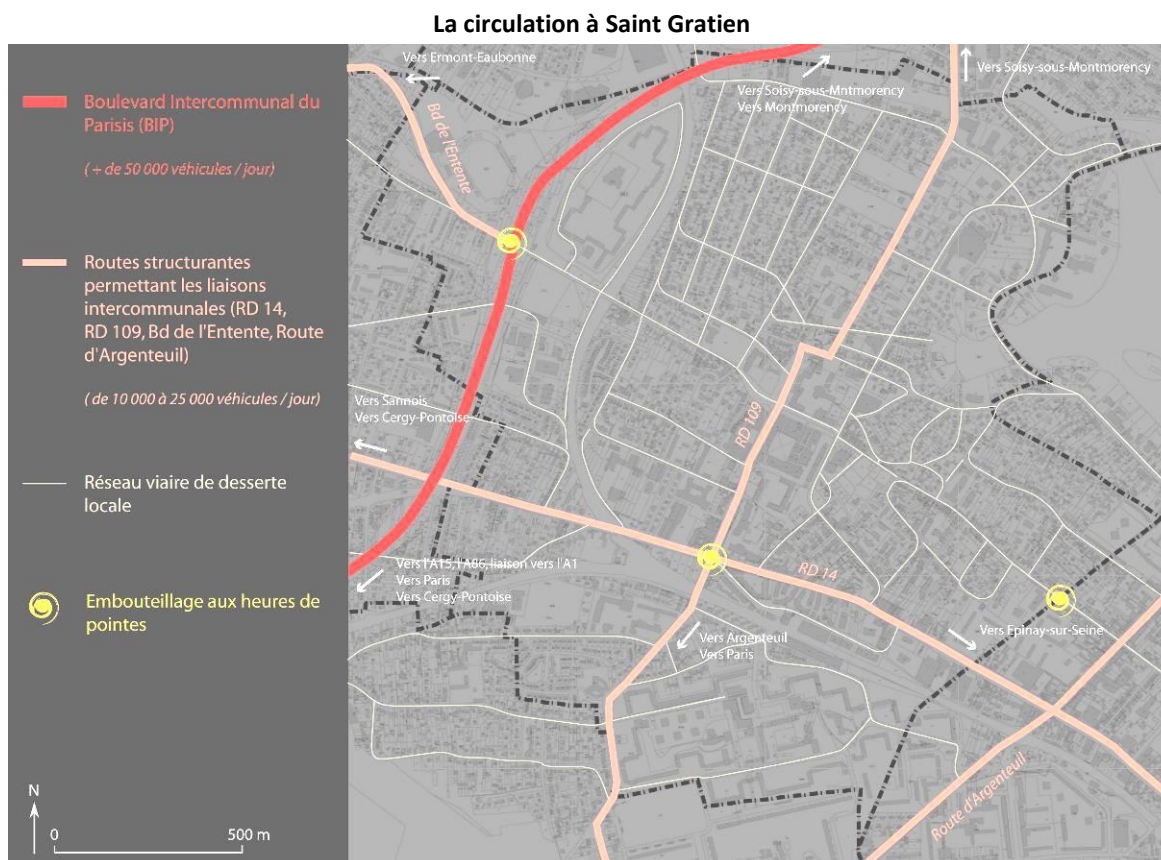 La circulation à Saint Gratien
Boulevard Intercommunal du
Parisis (BIP)
(+ de 50 000 véhicules / jour)
Routes structurantes
permettant les liaisons
intercommunales (RD 14,
RD 109, Bd de l'Entente, Route
d'Argenteuil)
( de 10 000 à 25 000 véhicules / jour)
Réseau viaire de desserte
locale
Embouteillage aux heures de
pointes
N
0 500 m
Vers Ermont-Eaubonne
Bd de l'Entente
Vers Soisy-sous-Mntmorency
Vers Montmorency
Vers Soisy-sous-Montmorency
Vers Sannois
Vers Cergy-Pontoise
RD 109
Vers l'A15, l'A86, liaison vers l'A1
Vers Paris
Vers Cergy-Pontoise
RD 14
Vers Argenteuil
Vers Paris
Vers Epinay-sur-Seine
Route d'Argenteuil